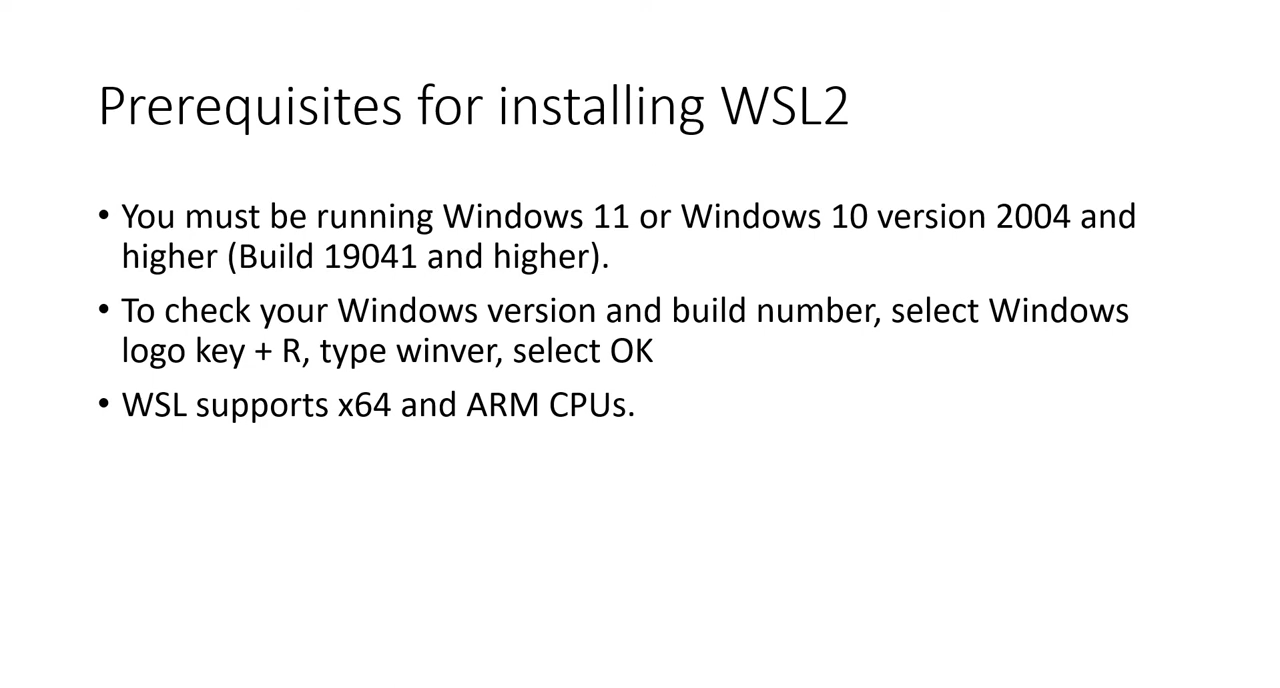 Prerequisites for installing WSL2
• You must be running Windows 11 or Windows 10 version 2004 and
higher (Build 19041 and higher).
• To check your Windows version and build number, select Windows
logo key + R, type winver, select OK
• WSL supports x64 and ARM CPUs.